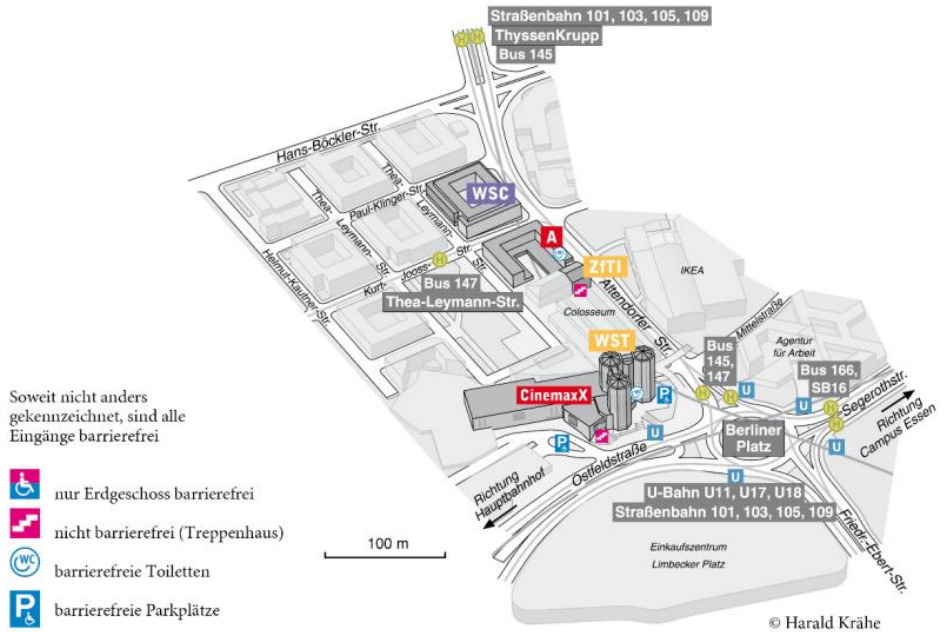 Straßenbahn 101, 103, 105, 109
ThyssenKrupp
Bus 145
Hans-Böckler-Str.
Thea-
Leymann-
Str.
Paul-Klinger-Str.
Thea-
Leymann-
Str.
WSC
Helmut-Käutner-Str.
Kurt-
Jooss-
Str.
H
Bus 147
Thea-Leymann-Str.
A
WC
ZfTI
Colosseum
IKEA
Altendorfer Str.
Mittelstraße
Agentur
für Arbeit
WST
CinemaxX
Bus
145,
147
Bus 166,
SB16
Segerothstr.
Richtung
Campus Essen
Berliner
Platz
Ostfeldstraße
Richtung
Hauptbahnhof
U-Bahn U11, U17, U18
Straßenbahn 101, 103, 105, 109
Friedr.-Ebert-Str.
Einkaufszentrum
Limbecker Platz
100 m
Soweit nicht anders
gekennzeichnet, sind alle
Eingänge barrierefrei
nur Erdgeschoss barrierefrei
nicht barrierefrei (Treppenhaus)
WC
barrierefreie Toiletten
P
barrierefreie Parkplätze
© Harald Krähe